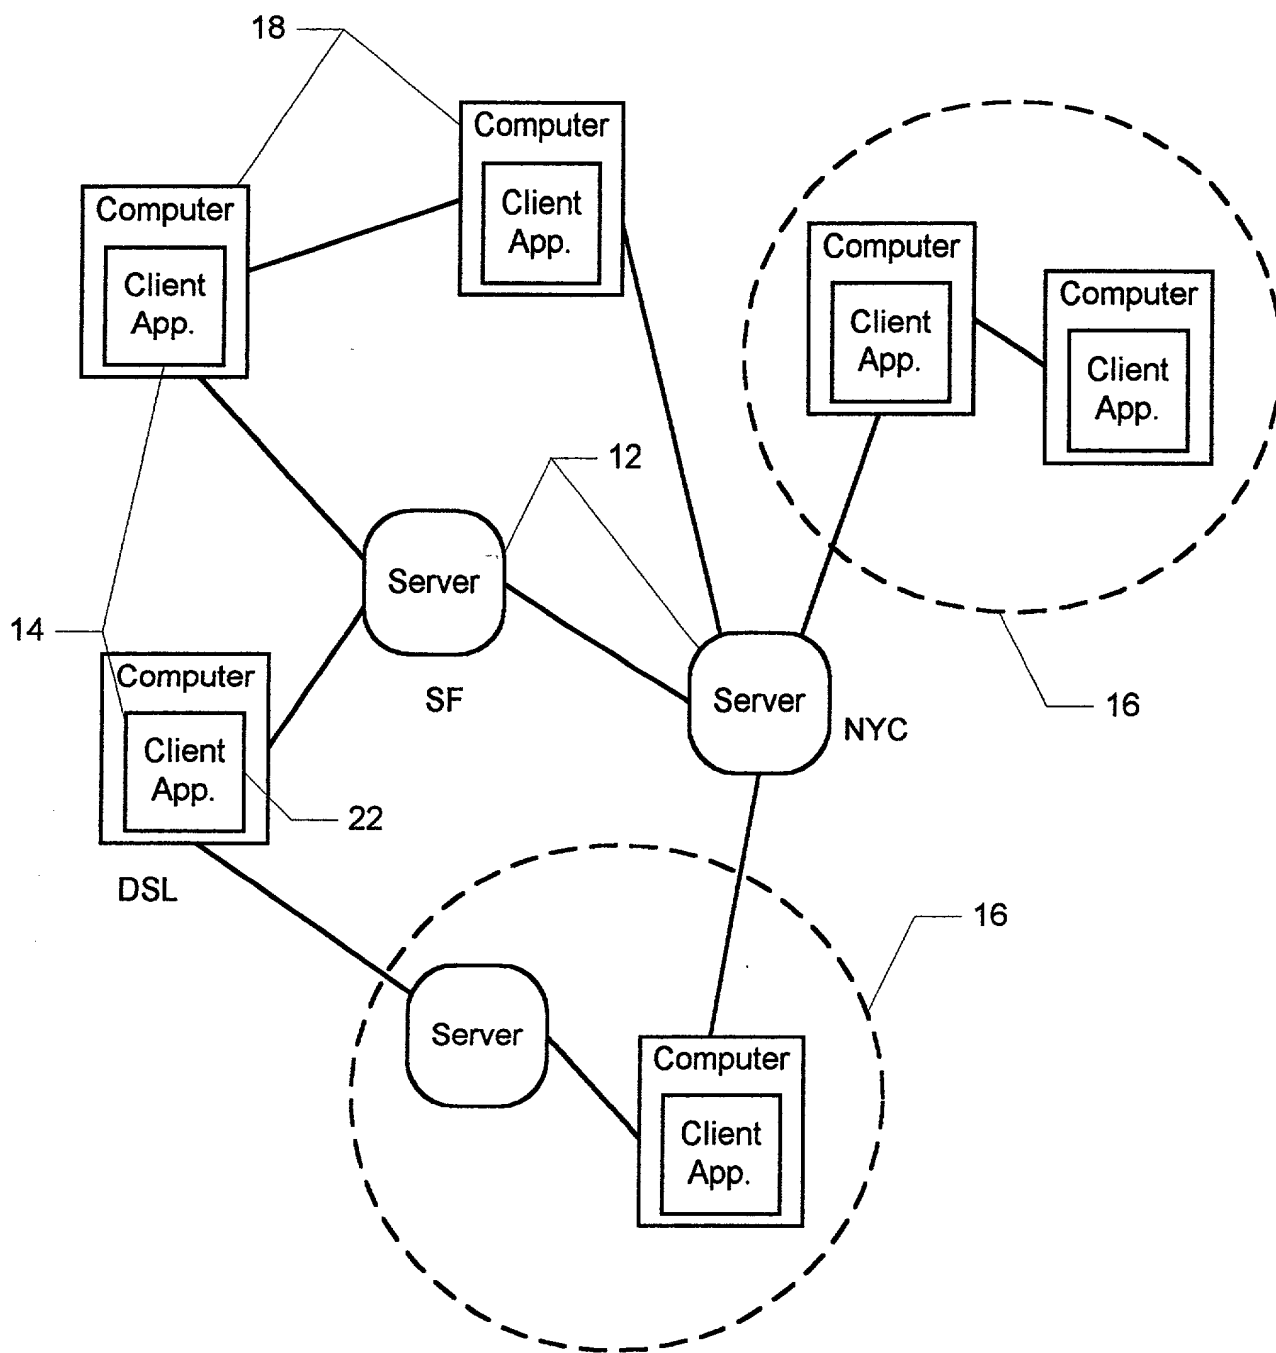 18
Computer
Client
App.
Computer
Client
App.
Computer
Client
App.
Computer
Client
App.
12
Server
SF
14
Computer
Client
App.
22
DSL
Server
NYC
16
16
Server
Computer
Client
App.